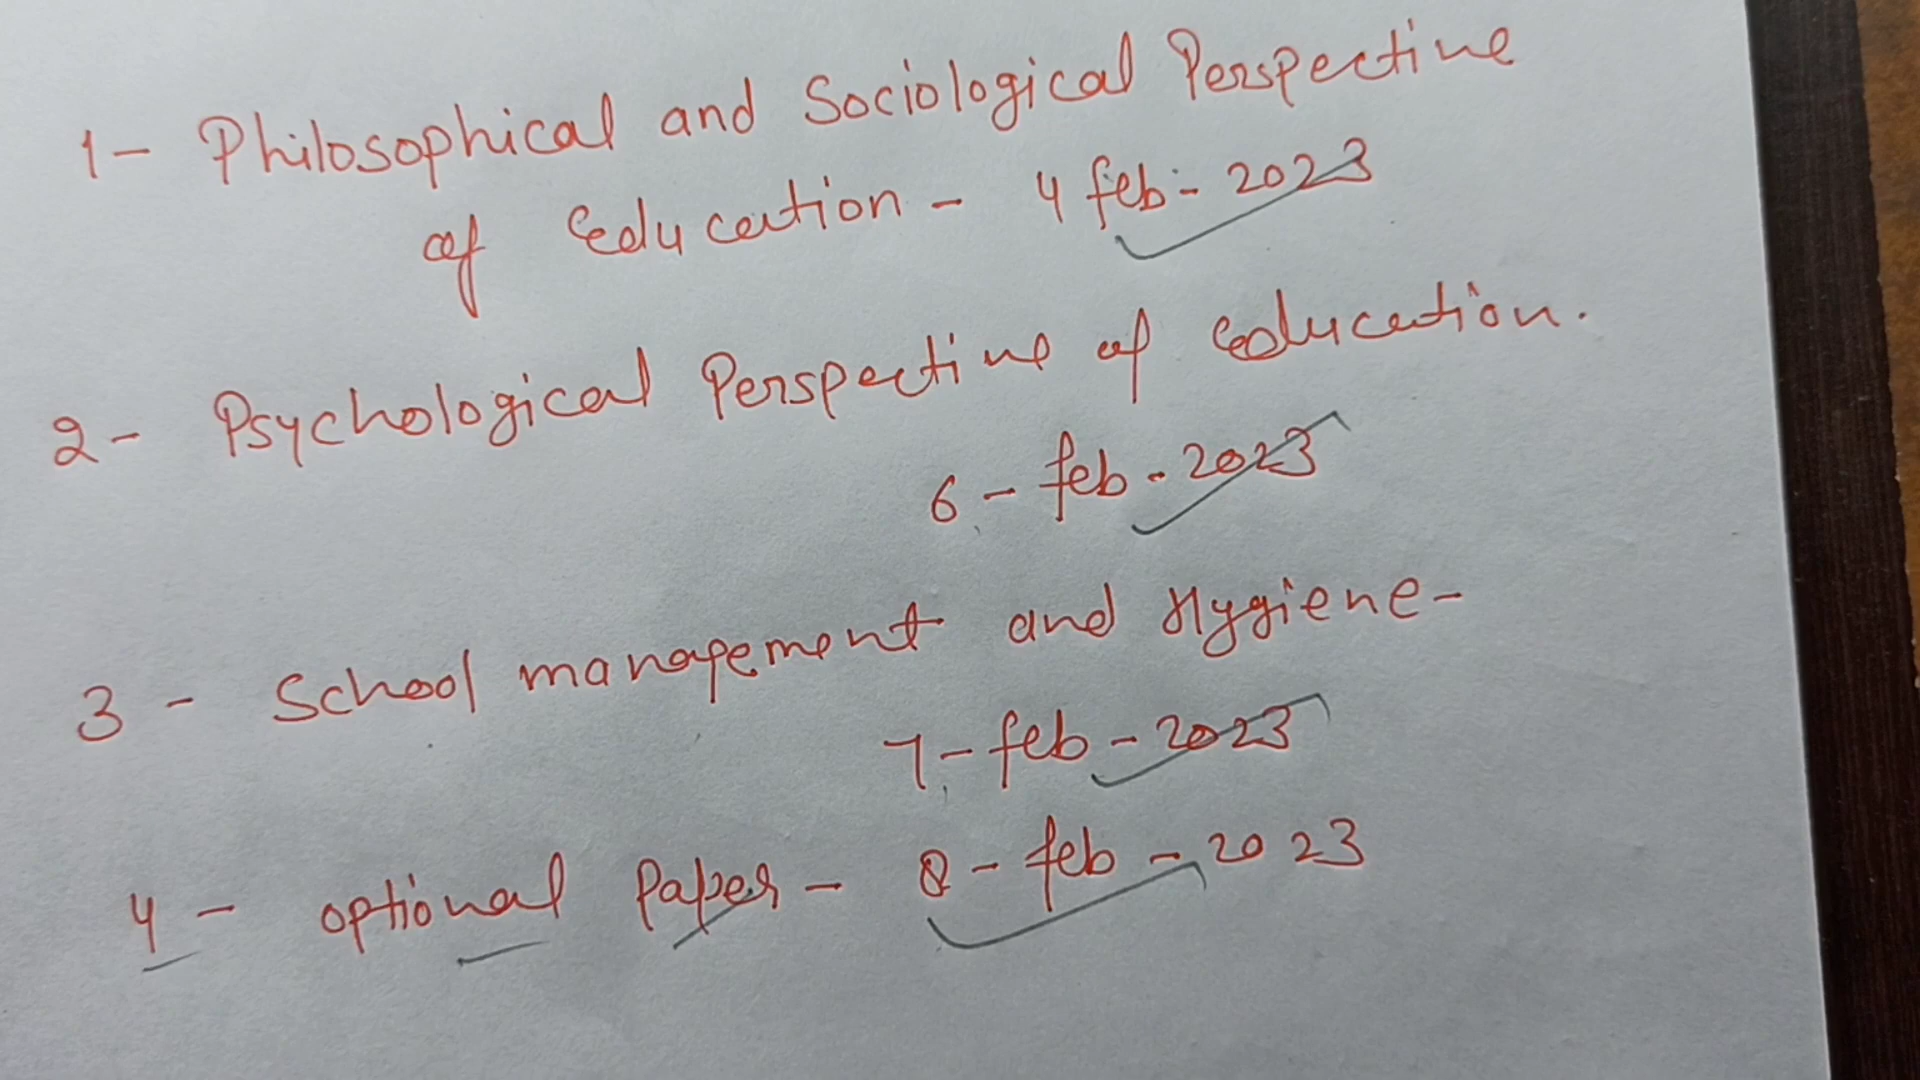 1- Philosophical and Sociological Perspective
of Education - 4 feb - 2023
2- Psychological Perspective of Education.
6 - feb - 2023
3 - School management and Hygiene-
7 - feb - 2023
4 - optional Paper - 8 - feb - 2023